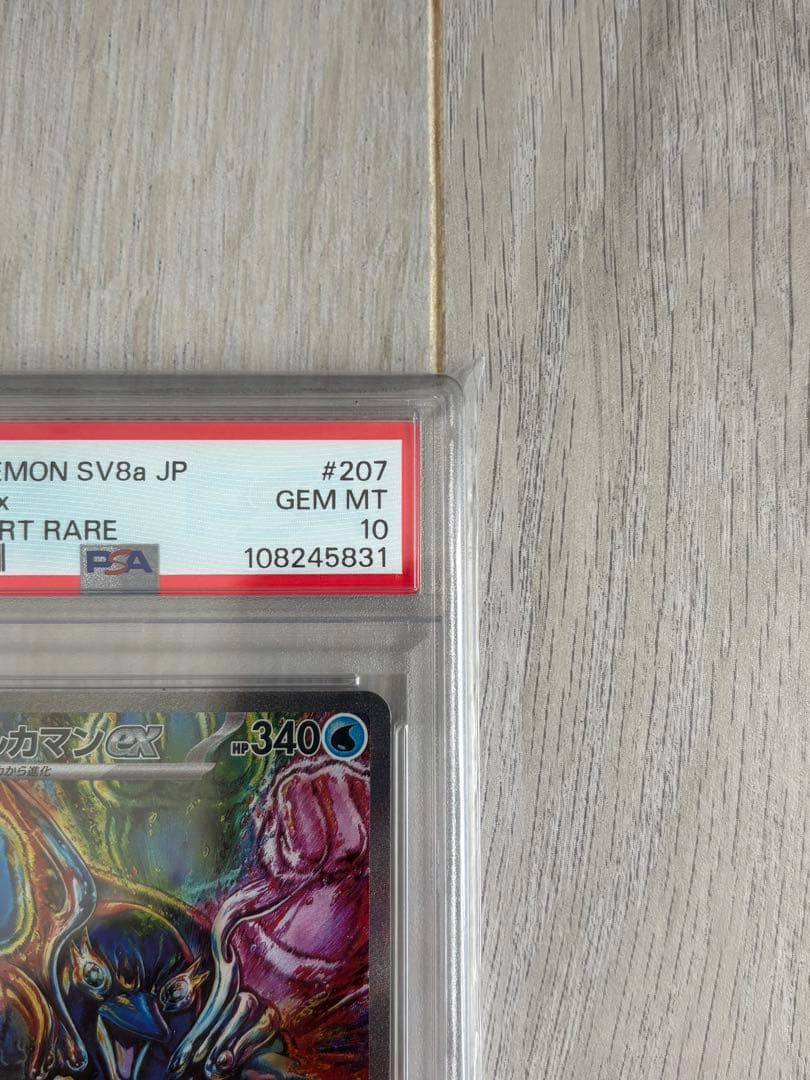 EMON SV8a JP #207
x GEM MT
RT RARE 10
PSA 108245831
カマンex HP340
から進化